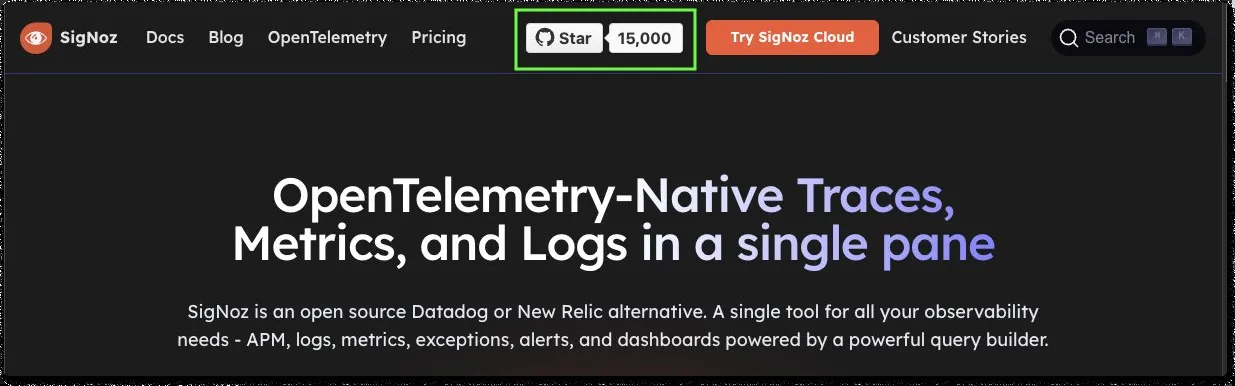 SigNoz Docs Blog OpenTelemetry Pricing Star 15,000 Try SigNoz Cloud Customer Stories Search ⌘ K
OpenTelemetry-Native Traces,
Metrics, and Logs in a single pane
SigNoz is an open source Datadog or New Relic alternative. A single tool for all your observability
needs - APM, logs, metrics, exceptions, alerts, and dashboards powered by a powerful query builder.